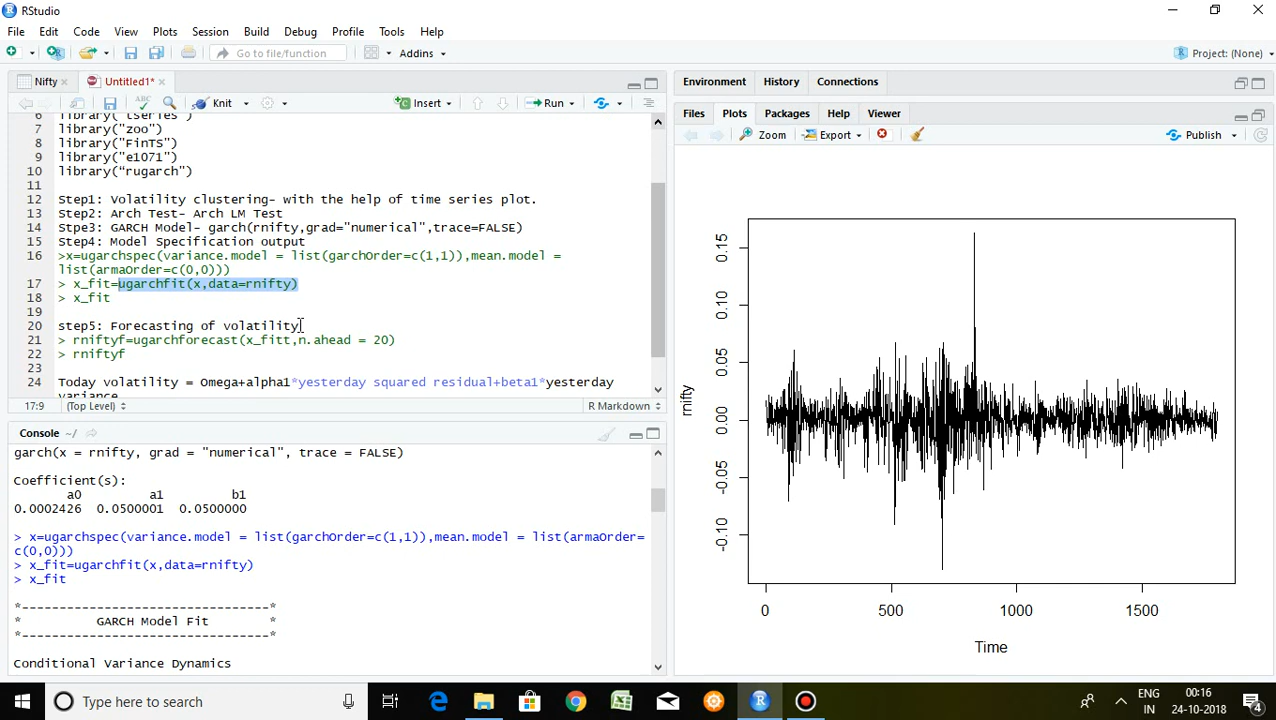 RStudio
File Edit Code View Plots Session Build Debug Profile Tools Help
Go to file/function Addins Project: (None)
Nifty Untitled1*
Knit Insert Run
6 library("tseries")
7 library("zoo")
8 library("FinTS")
9 library("e1071")
10 library("rugarch")
11
12 Step1: Volatility clustering- with the help of time series plot.
13 Step2: Arch Test- Arch LM Test
14 Stpe3: GARCH Model- garch(rnifty,grad="numerical",trace=FALSE)
15 Step4: Model Specification output
16 >x=ugarchspec(variance.model = list(garchOrder=c(1,1)),mean.model =
list(armaOrder=c(0,0)))
17 > x_fit=ugarchfit(x,data=rnifty)
18 > x_fit
19
20 step5: Forecasting of volatility
21 > rniftyf=ugarchforecast(x_fitt,n.ahead = 20)
22 > rniftyf
23
24 Today volatility = Omega+alpha1*yesterday squared residual+beta1*yesterday
variance
17:9 (Top Level) R Markdown
Console ~/
garch(x = rnifty, grad = "numerical", trace = FALSE)
Coefficient(s):
a0 a1 b1
0.0002426 0.0500001 0.0500000
> x=ugarchspec(variance.model = list(garchOrder=c(1,1)),mean.model = list(armaOrder=
c(0,0)))
> x_fit=ugarchfit(x,data=rnifty)
> x_fit
*---------------------------------*
* GARCH Model Fit *
*---------------------------------*
Conditional Variance Dynamics
Environment History Connections
Files Plots Packages Help Viewer
Zoom Export Publish
0.15
0.10
0.05
0.00
-0.05
-0.10
rnifty
0 500 1000 1500
Time
Type here to search
ENG 00:16
IN 24-10-2018
4